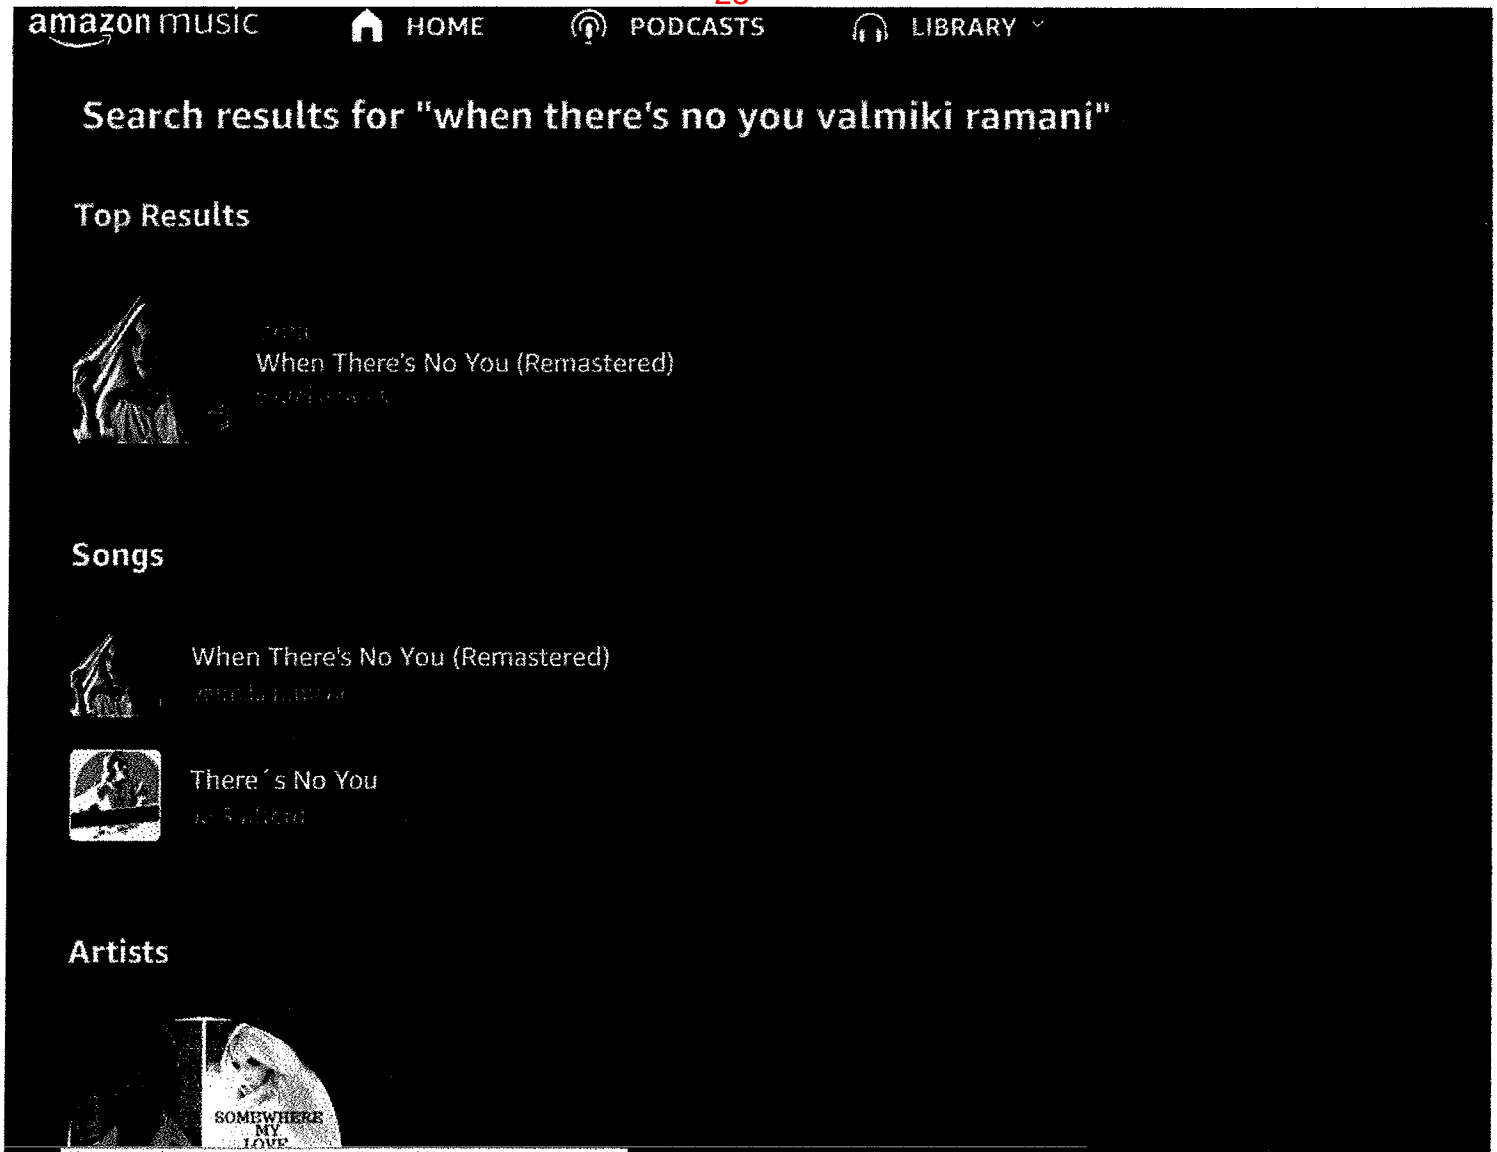 amazon music
HOME
PODCASTS
LIBRARY
Search results for "when there's no you valmiki ramani"
Top Results
When There's No You (Remastered)
Songs
When There's No You (Remastered)
There´s No You
Artists
SOMEWHERE
MY
LOVE